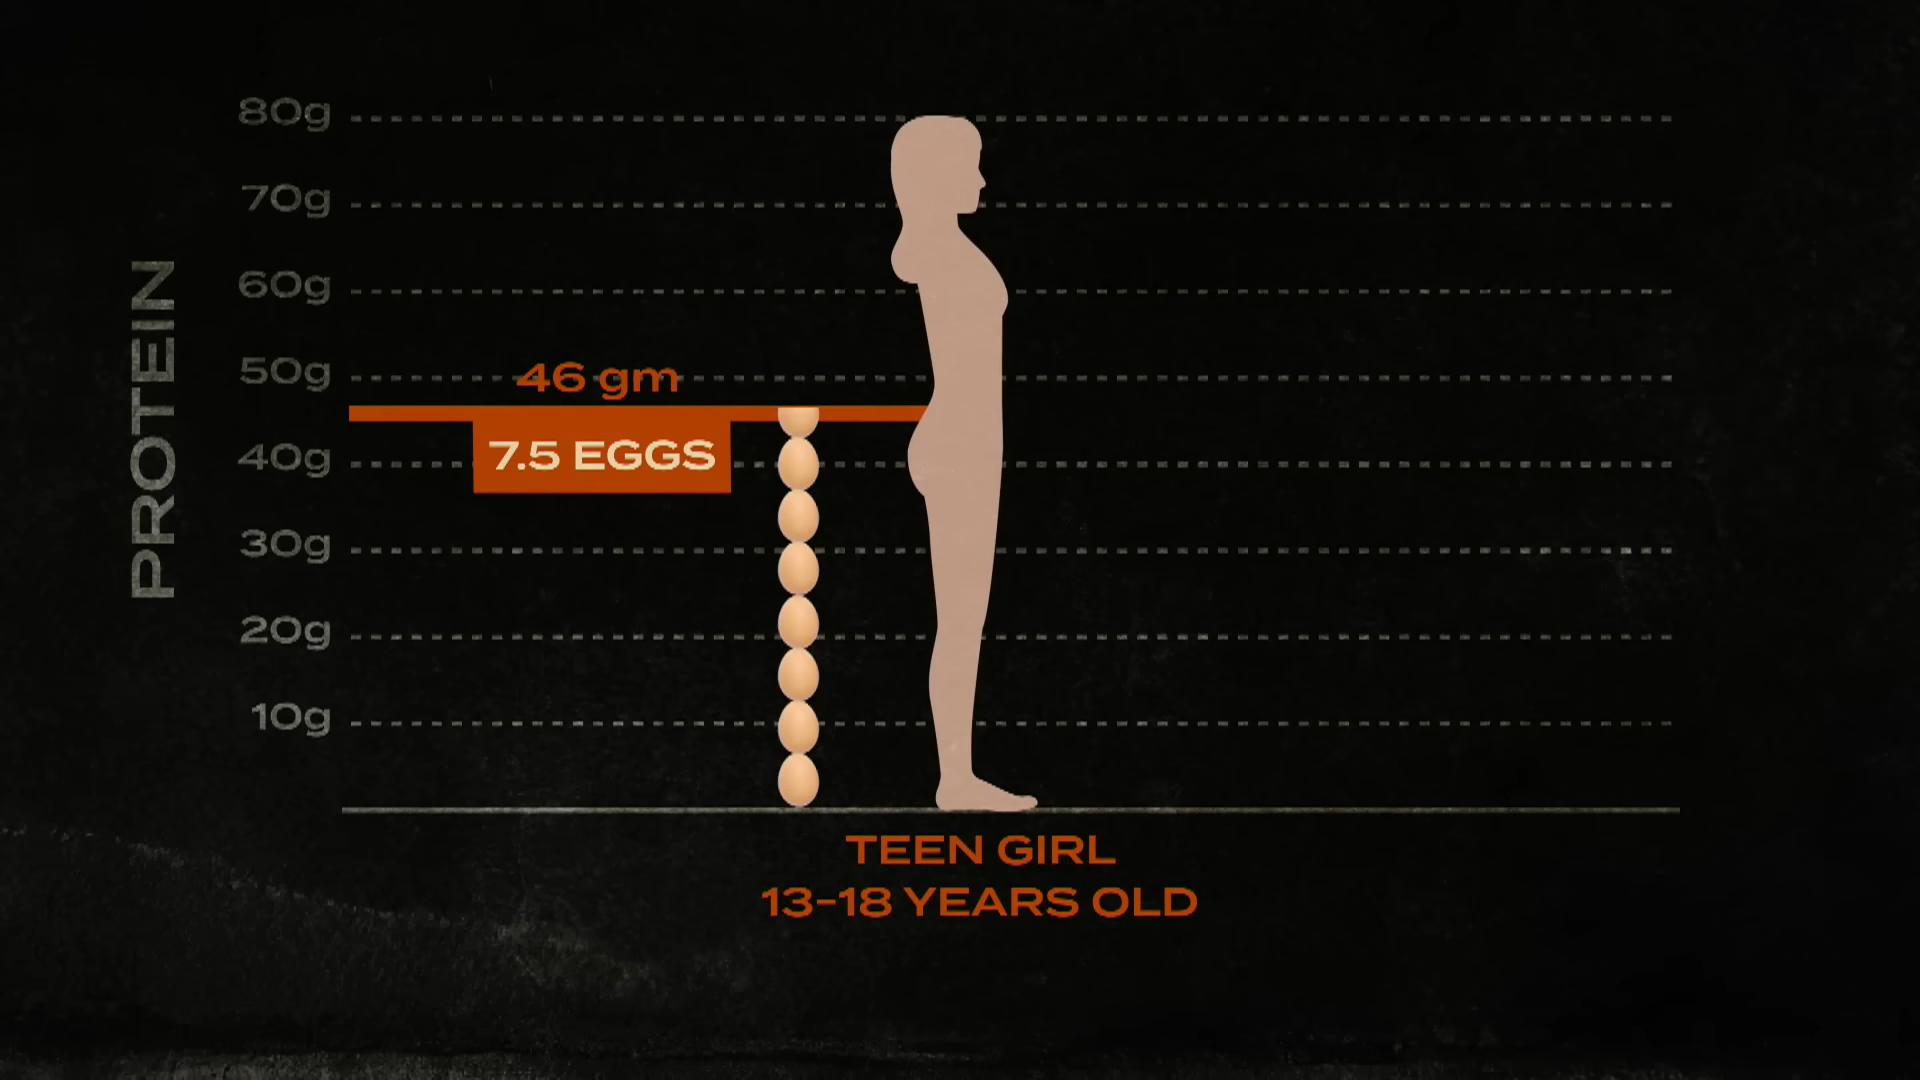 80g
70g
60g
50g
46 gm
7.5 EGGS
40g
30g
20g
10g
PROTEIN
TEEN GIRL
13-18 YEARS OLD